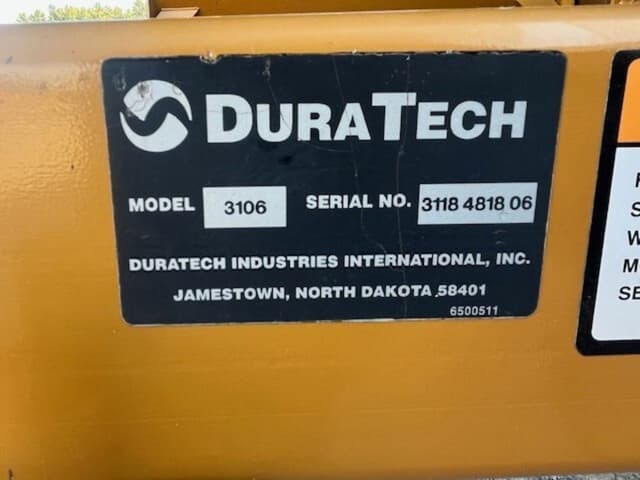 DURATECH
MODEL 3106 SERIAL NO. 3118 4818 06
DURATECH INDUSTRIES INTERNATIONAL, INC.
JAMESTOWN, NORTH DAKOTA 58401
6500511